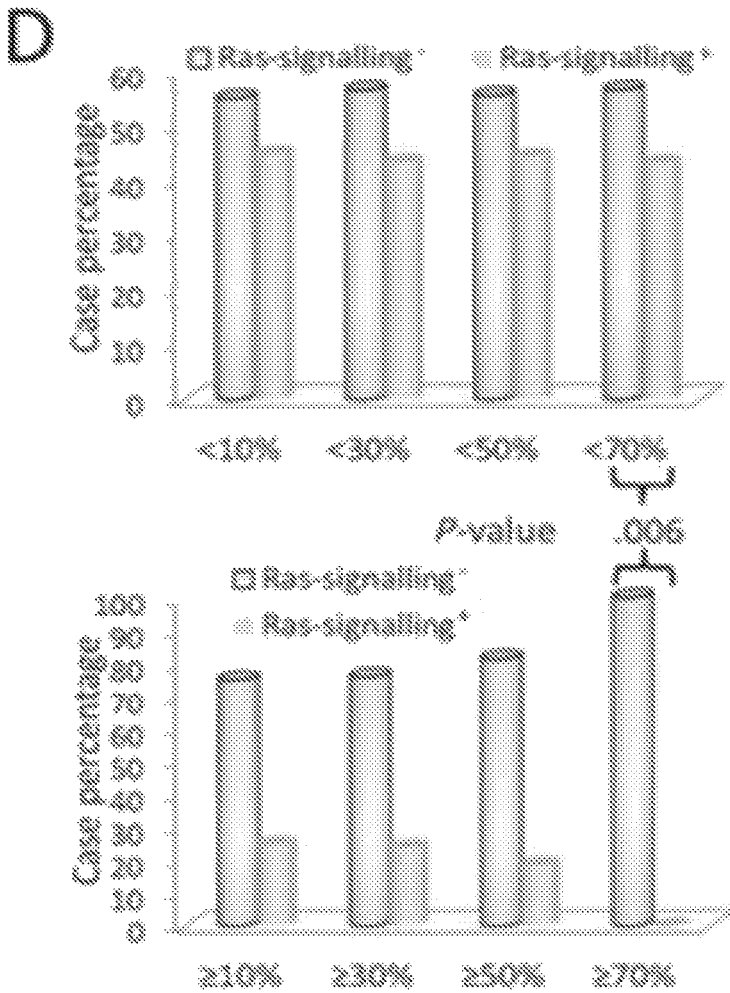 D
Ras-signalling⁻ Ras-signalling⁺
60
50
40
30
20
10
0
Case percentage
<10% <30% <50% <70%
P-value .006
Ras-signalling⁻
Ras-signalling⁺
100
90
80
70
60
50
40
30
20
10
0
Case percentage
≥10% ≥30% ≥50% ≥70%